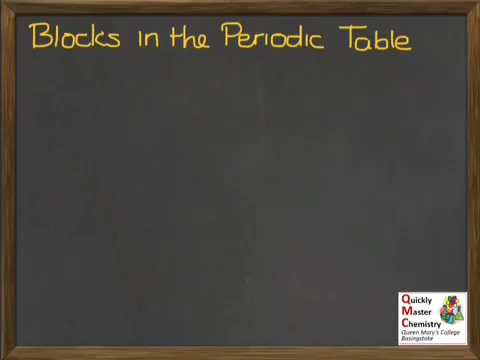 Blocks in the Periodic Table
Quickly
Master
Chemistry
Queen Mary's College
Basingstoke